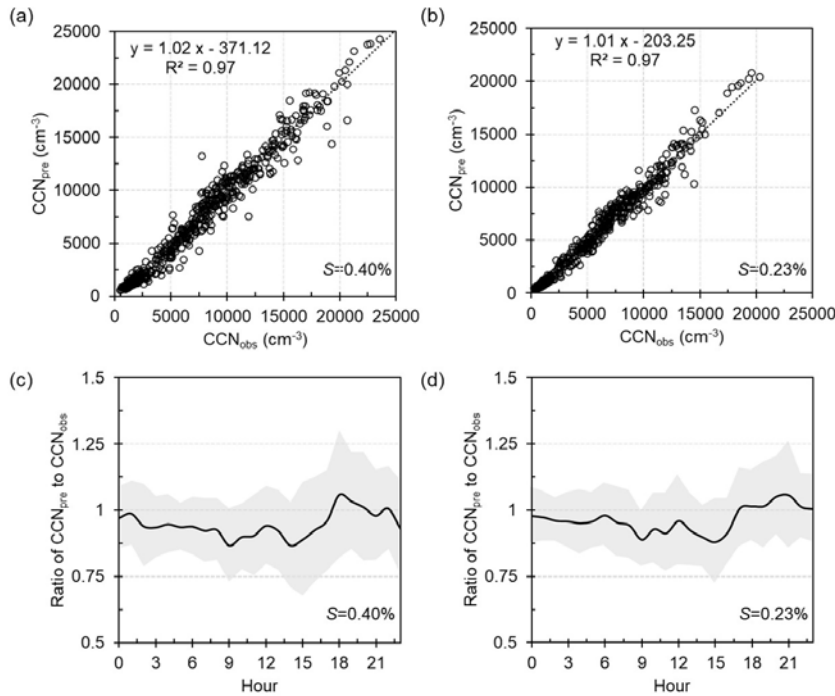 (a)
25000
20000
15000
10000
5000
0
CCNpre (cm-3)
y = 1.02 x - 371.12
R² = 0.97
S=0.40%
0 5000 10000 15000 20000 25000
CCNobs (cm-3)
(b)
25000
20000
15000
10000
5000
0
CCNpre (cm-3)
y = 1.01 x - 203.25
R² = 0.97
S=0.23%
0 5000 10000 15000 20000 25000
CCNobs (cm-3)
(c)
1.5
1.25
1
0.75
0.5
Ratio of CCNpre to CCNobs
S=0.40%
0 3 6 9 12 15 18 21
Hour
(d)
1.5
1.25
1
0.75
0.5
Ratio of CCNpre to CCNobs
S=0.23%
0 3 6 9 12 15 18 21
Hour